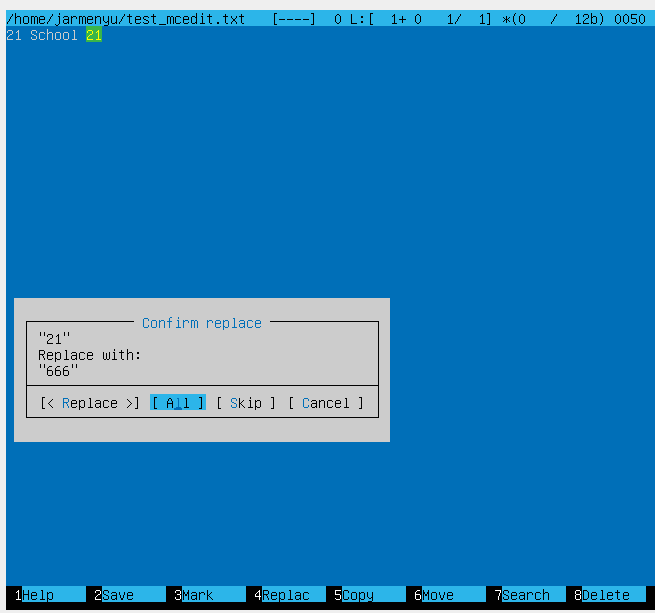 /home/jarmenyu/test_mcedit.txt [----] 0 L:[ 1+ 0 1/ 1] *(0 / 12b) 0050
21 School 21
Confirm replace
"21"
Replace with:
"666"
[< Replace >] [ All ] [ Skip ] [ Cancel ]
1Help 2Save 3Mark 4Replac 5Copy 6Move 7Search 8Delete